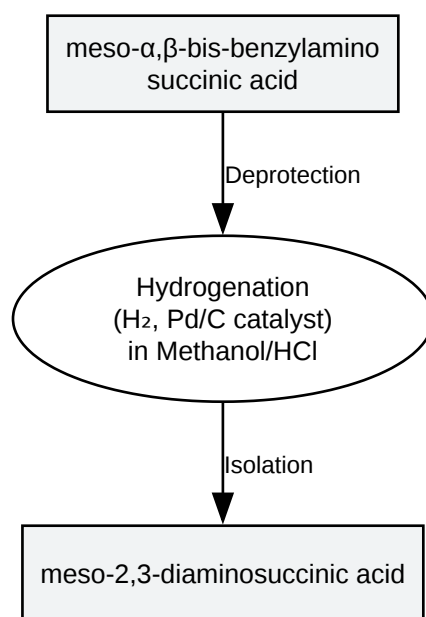 meso-α,β-bis-benzylamino
succinic acid
Deprotection
Hydrogenation
(H₂, Pd/C catalyst)
in Methanol/HCl
Isolation
meso-2,3-diaminosuccinic acid